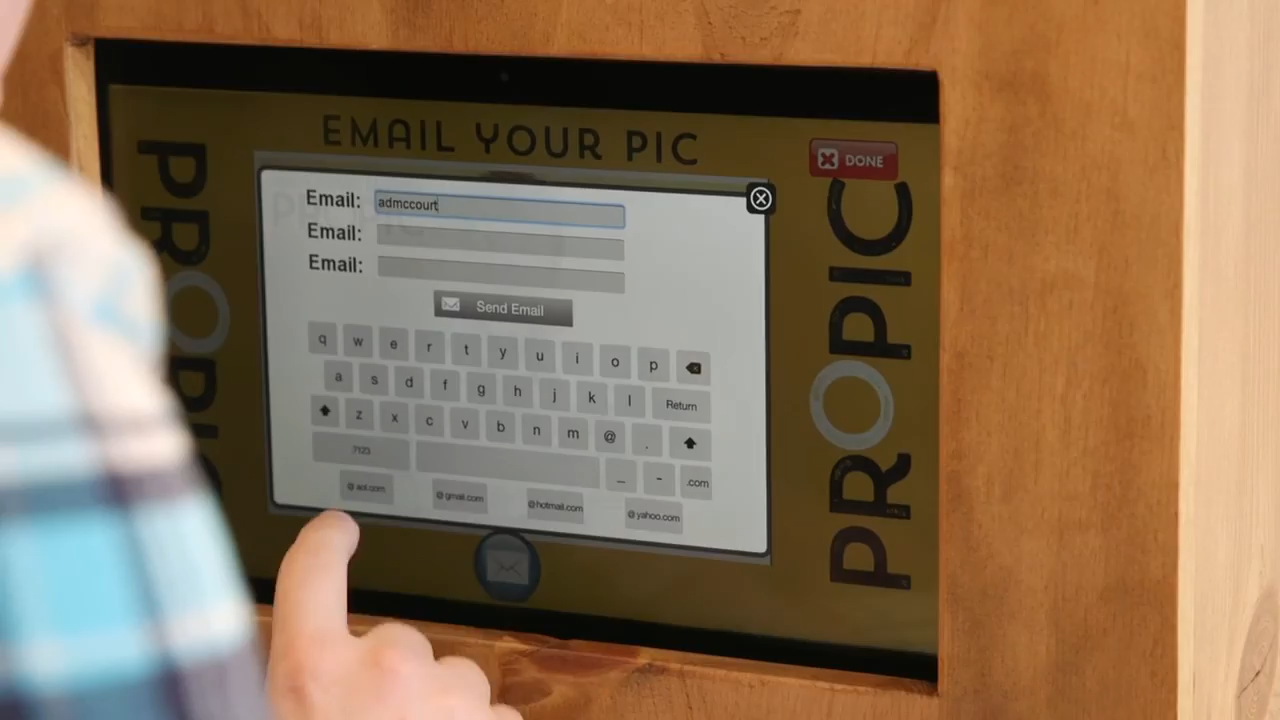 EMAIL YOUR PIC
DONE
PROPIC
Email: admccourt
Email:
Email:
Send Email
q w e r t y u i o p
a s d f g h j k l Return
z x c v b n m @ .
.?123 _ - .com
@aol.com @gmail.com @hotmail.com @yahoo.com
PROPIC